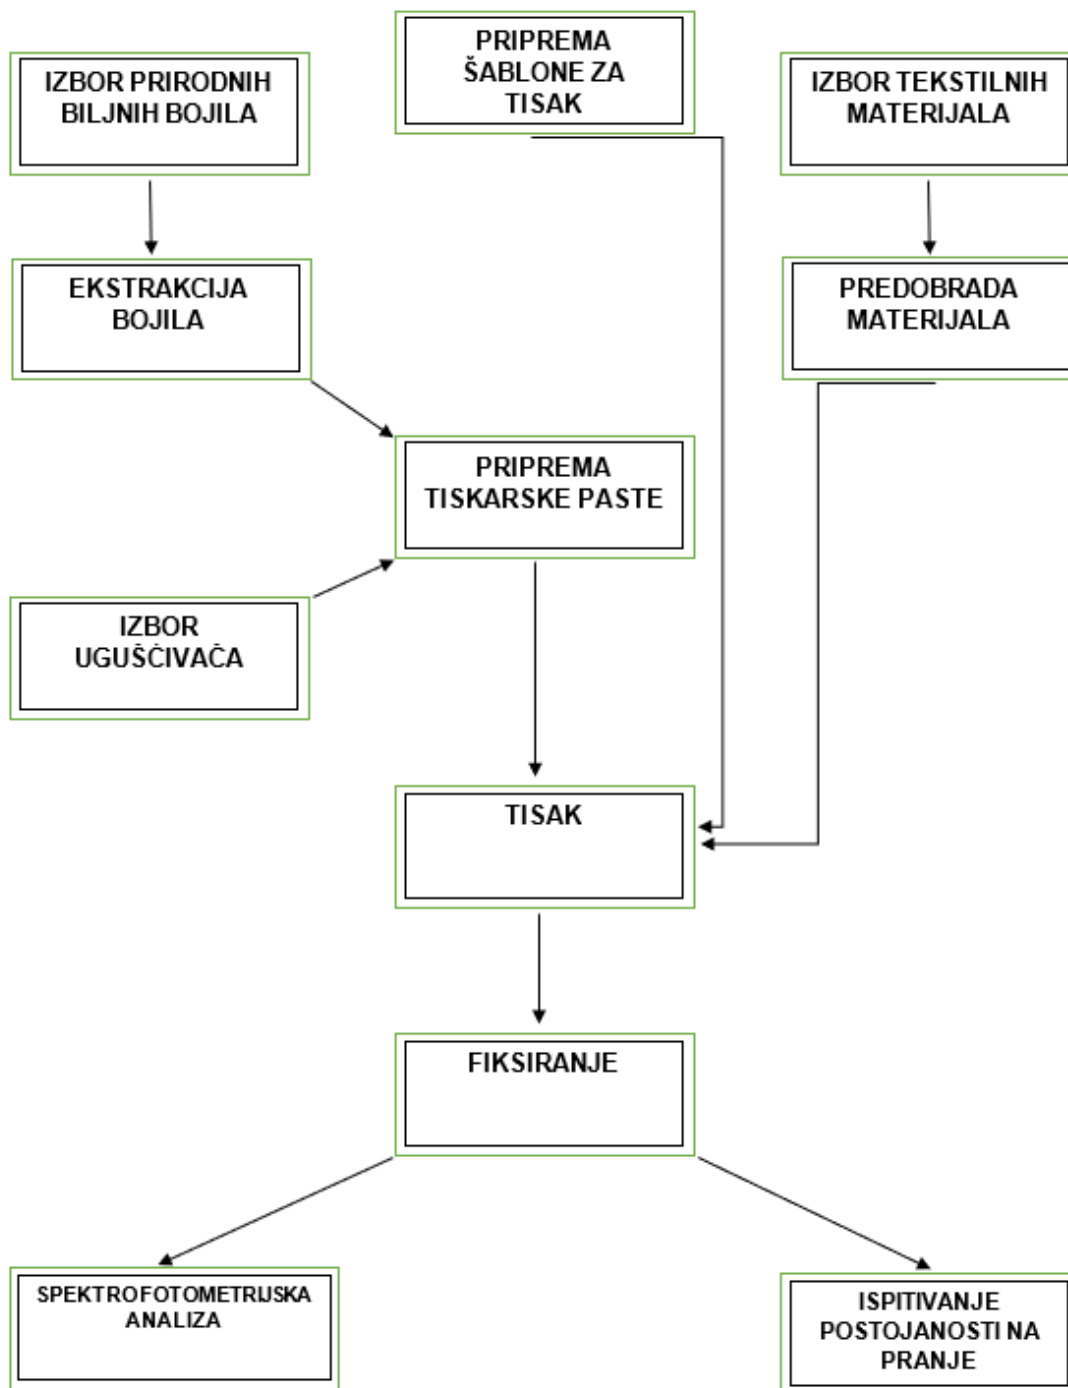 IZBOR PRIRODNIH
BILJNIH BOJILA
PRIPREMA
ŠABLONE ZA
TISAK
IZBOR TEKSTILNIH
MATERIJALA
EKSTRAKCIJA
BOJILA
PREDOBRADA
MATERIJALA
PRIPREMA
TISKARSKE PASTE
IZBOR
UGUŠĆIVAČA
TISAK
FIKSIRANJE
SPEKTROFOTOMETRIJSKA
ANALIZA
ISPITIVANJE
POSTOJANOSTI NA
PRANJE